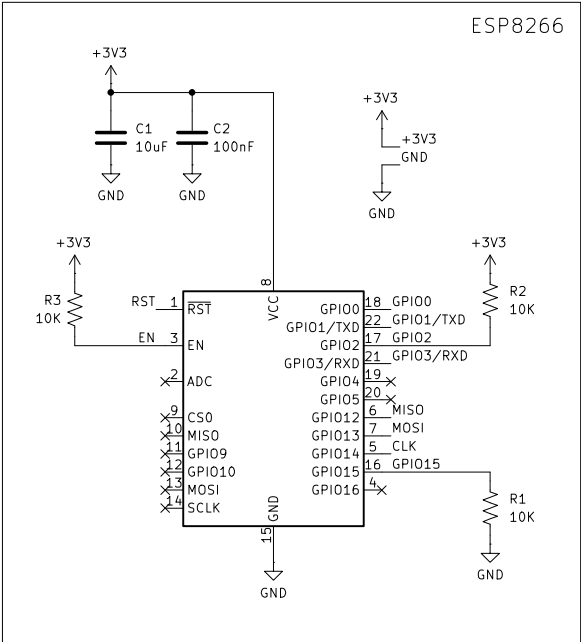 ESP8266
+3V3
C1
10uF
C2
100nF
GND
GND
+3V3
+3V3
GND
GND
+3V3
R3
10K
+3V3
R2
10K
8
VCC
RST 1 RST
EN 3 EN
2 ADC
9 CS0
10 MISO
11 GPIO9
12 GPIO10
13 MOSI
14 SCLK
GPIO0 18 GPIO0
GPIO1/TXD 22 GPIO1/TXD
GPIO2 17 GPIO2
GPIO3/RXD 21 GPIO3/RXD
GPIO4 19
GPIO5 20
GPIO12 6 MISO
GPIO13 7 MOSI
GPIO14 5 CLK
GPIO15 16 GPIO15
GPIO16 4
GND
15
GND
R1
10K
GND